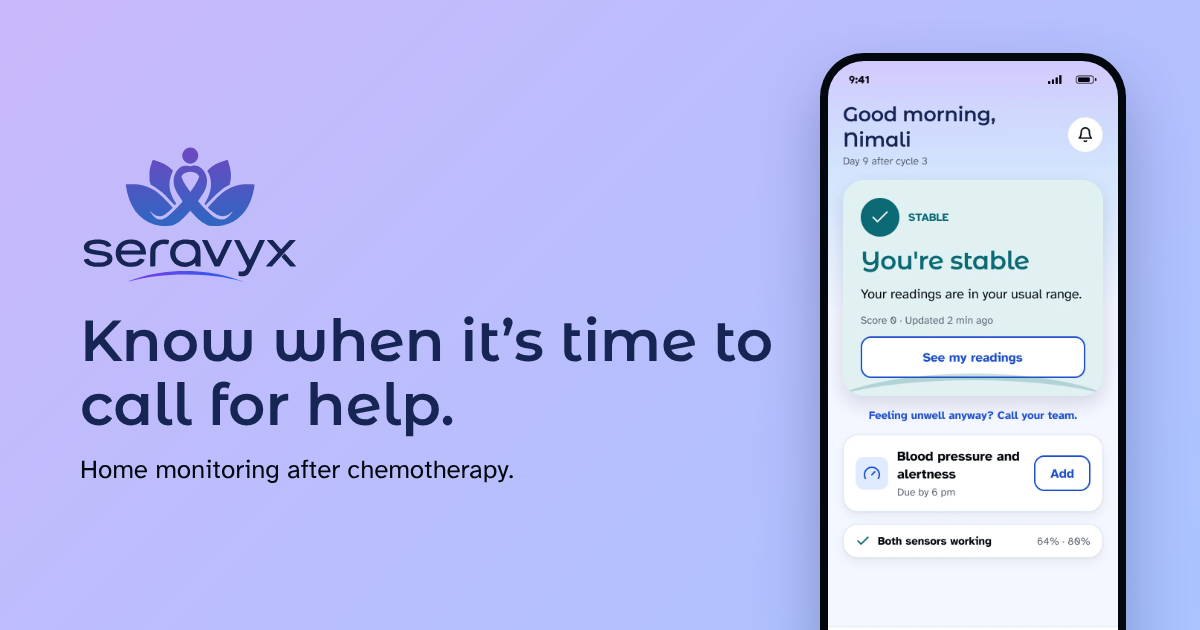 seravyx
Know when it’s time to
call for help.
Home monitoring after chemotherapy.
9:41
Good morning,
Nimali
Day 9 after cycle 3
STABLE
You're stable
Your readings are in your usual range.
Score 0 · Updated 2 min ago
See my readings
Feeling unwell anyway? Call your team.
Blood pressure and
alertness
Due by 6 pm
Add
Both sensors working
64% · 80%